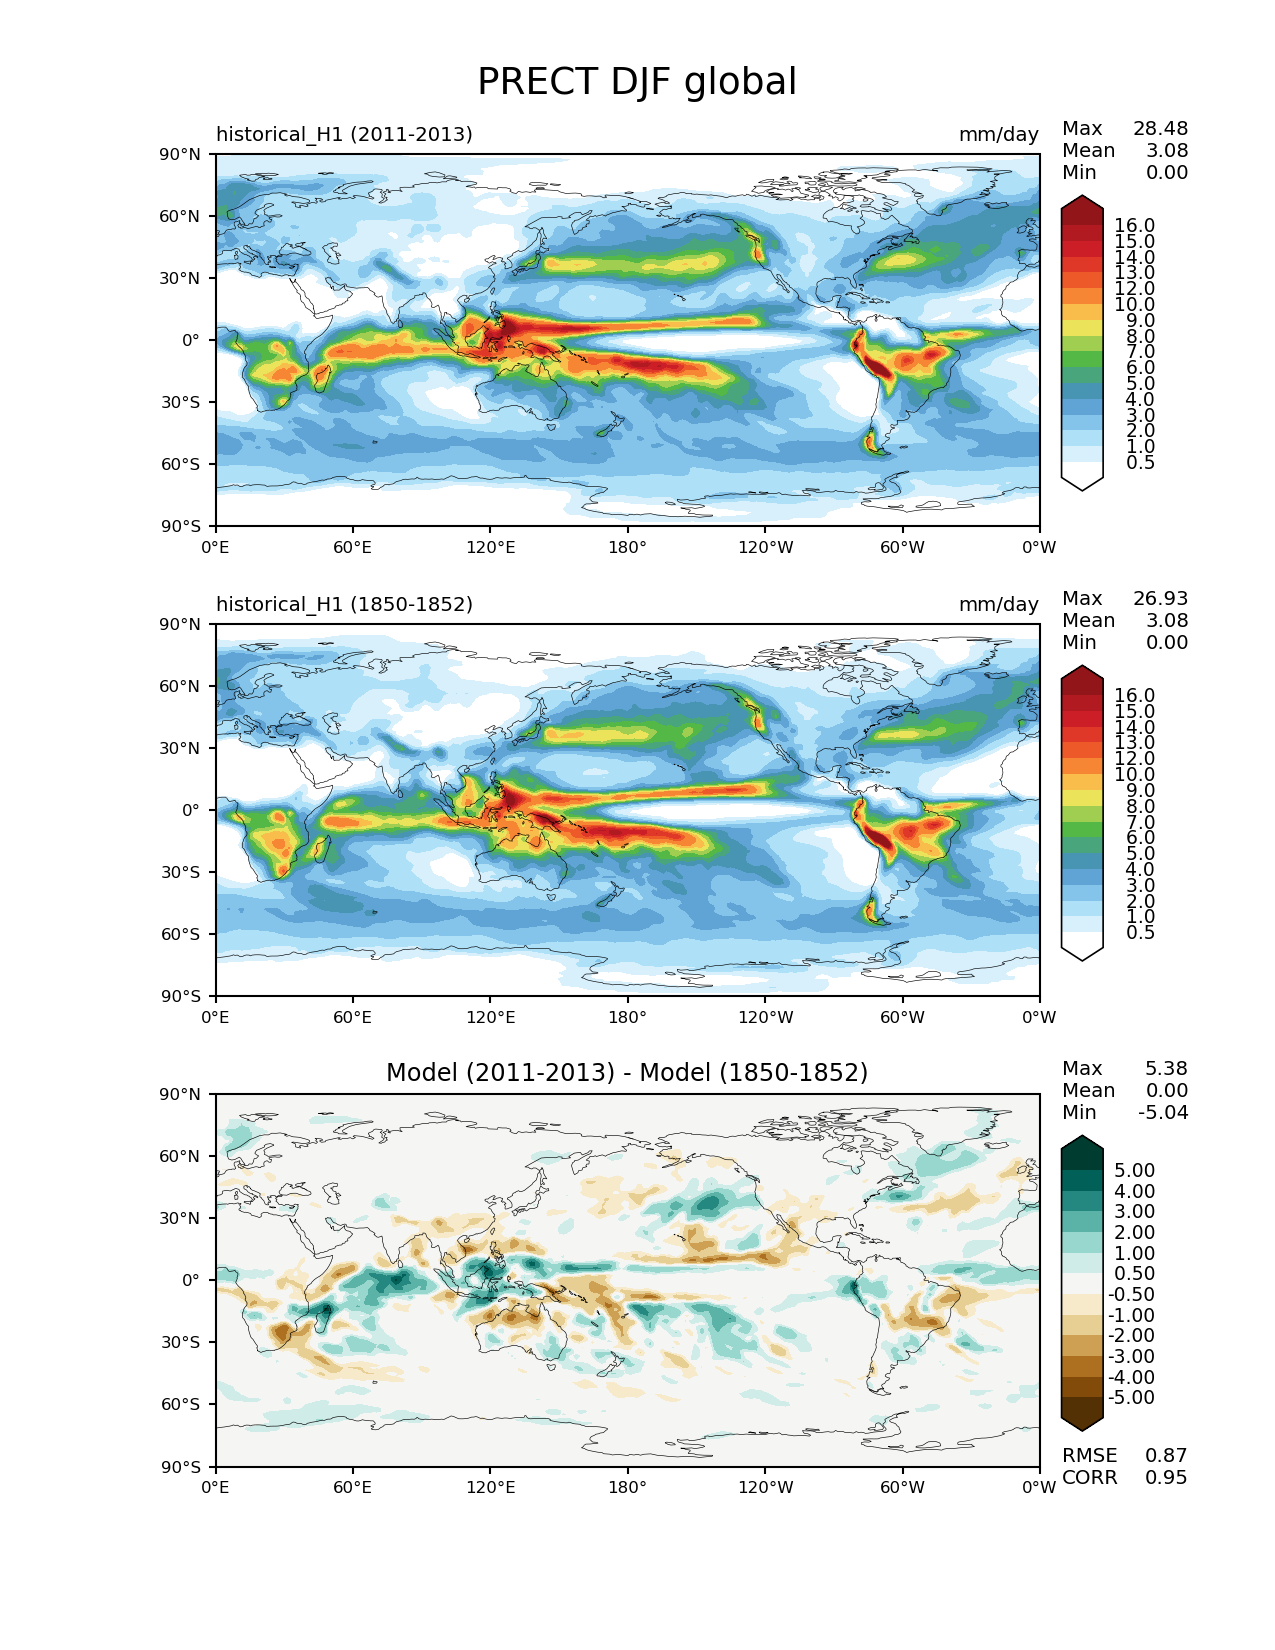 PRECT DJF global
historical_H1 (2011-2013) mm/day
Max 28.48
Mean 3.08
Min 0.00
90°N
60°N
30°N
0°
30°S
60°S
90°S
0°E 60°E 120°E 180° 120°W 60°W 0°W
16.0
15.0
14.0
13.0
12.0
10.0
9.0
8.0
7.0
6.0
5.0
4.0
3.0
2.0
1.0
0.5
historical_H1 (1850-1852) mm/day
Max 26.93
Mean 3.08
Min 0.00
90°N
60°N
30°N
0°
30°S
60°S
90°S
0°E 60°E 120°E 180° 120°W 60°W 0°W
16.0
15.0
14.0
13.0
12.0
10.0
9.0
8.0
7.0
6.0
5.0
4.0
3.0
2.0
1.0
0.5
Model (2011-2013) - Model (1850-1852)
Max 5.38
Mean 0.00
Min -5.04
90°N
60°N
30°N
0°
30°S
60°S
90°S
0°E 60°E 120°E 180° 120°W 60°W 0°W
5.00
4.00
3.00
2.00
1.00
0.50
-0.50
-1.00
-2.00
-3.00
-4.00
-5.00
RMSE 0.87
CORR 0.95